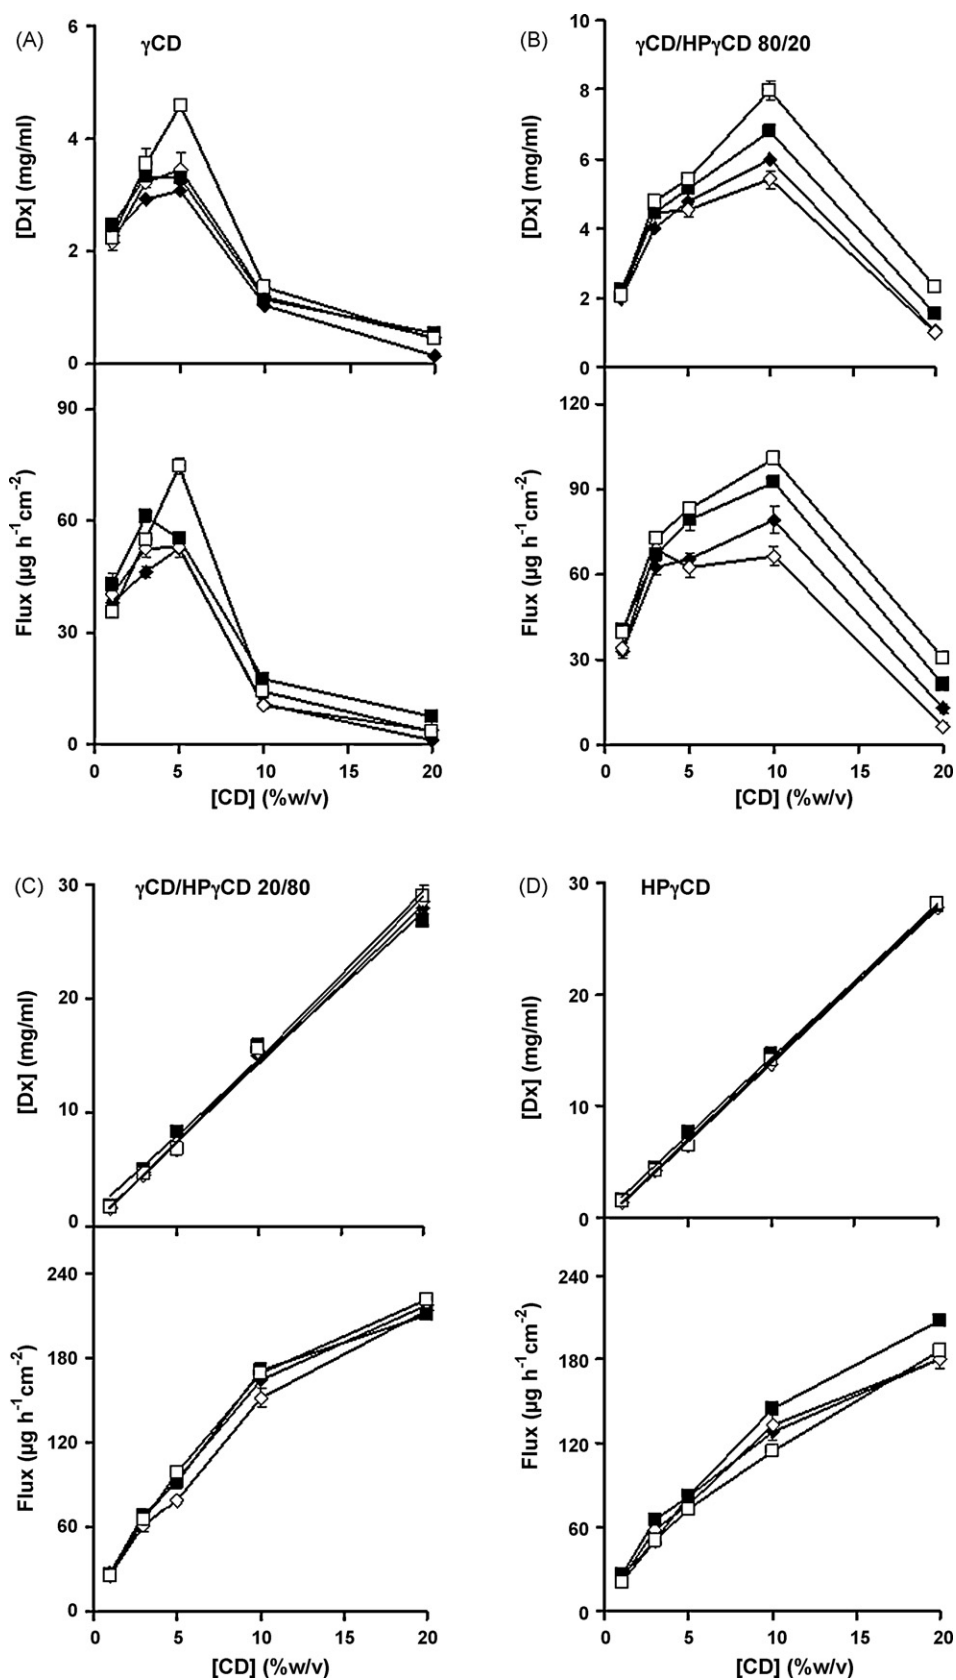 (A) γCD
6
4
2
0
[Dx] (mg/ml)
90
60
30
0
Flux (µg h⁻¹cm⁻²)
0 5 10 15 20
[CD] (%w/v)
(B) γCD/HPγCD 80/20
10
8
6
4
2
0
[Dx] (mg/ml)
120
90
60
30
0
Flux (µg h⁻¹cm⁻²)
0 5 10 15 20
[CD] (%w/v)
(C) γCD/HPγCD 20/80
30
20
10
0
[Dx] (mg/ml)
240
180
120
60
0
Flux (µg h⁻¹cm⁻²)
0 5 10 15 20
[CD] (%w/v)
(D) HPγCD
30
20
10
0
[Dx] (mg/ml)
240
180
120
60
0
Flux (µg h⁻¹cm⁻²)
0 5 10 15 20
[CD] (%w/v)